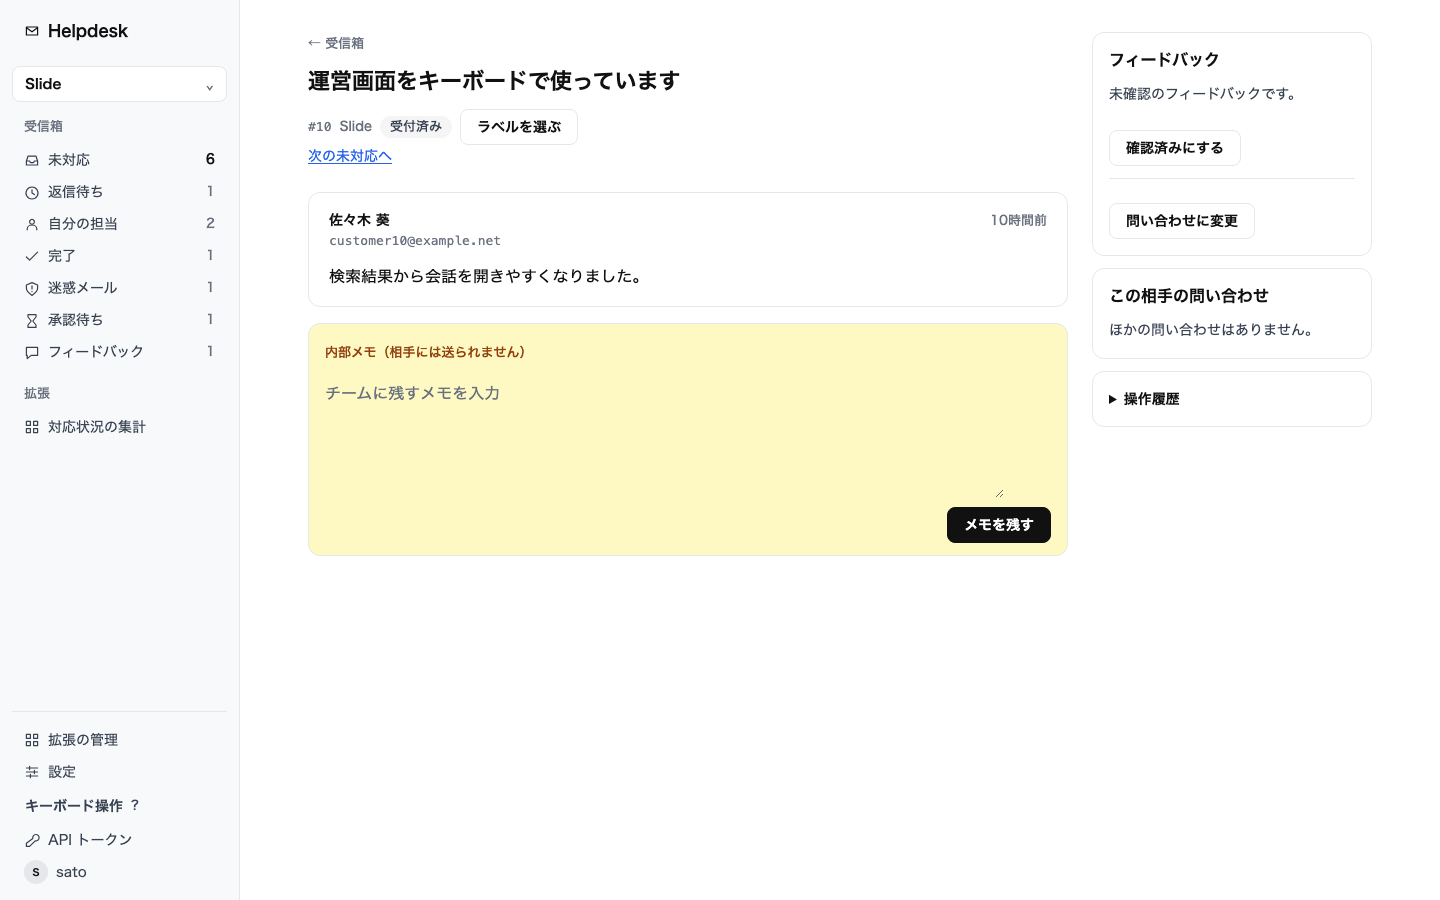 Helpdesk
Slide
受信箱
未対応 6
返信待ち 1
自分の担当 2
完了 1
迷惑メール 1
承認待ち 1
フィードバック 1
拡張
対応状況の集計
拡張の管理
設定
キーボード操作 ?
API トークン
S sato
← 受信箱
運営画面をキーボードで使っています
#10 Slide 受付済み ラベルを選ぶ
次の未対応へ
佐々木 葵 10時間前
customer10@example.net
検索結果から会話を開きやすくなりました。
内部メモ（相手には送られません）
チームに残すメモを入力
メモを残す
フィードバック
未確認のフィードバックです。
確認済みにする
問い合わせに変更
この相手の問い合わせ
ほかの問い合わせはありません。
▶ 操作履歴